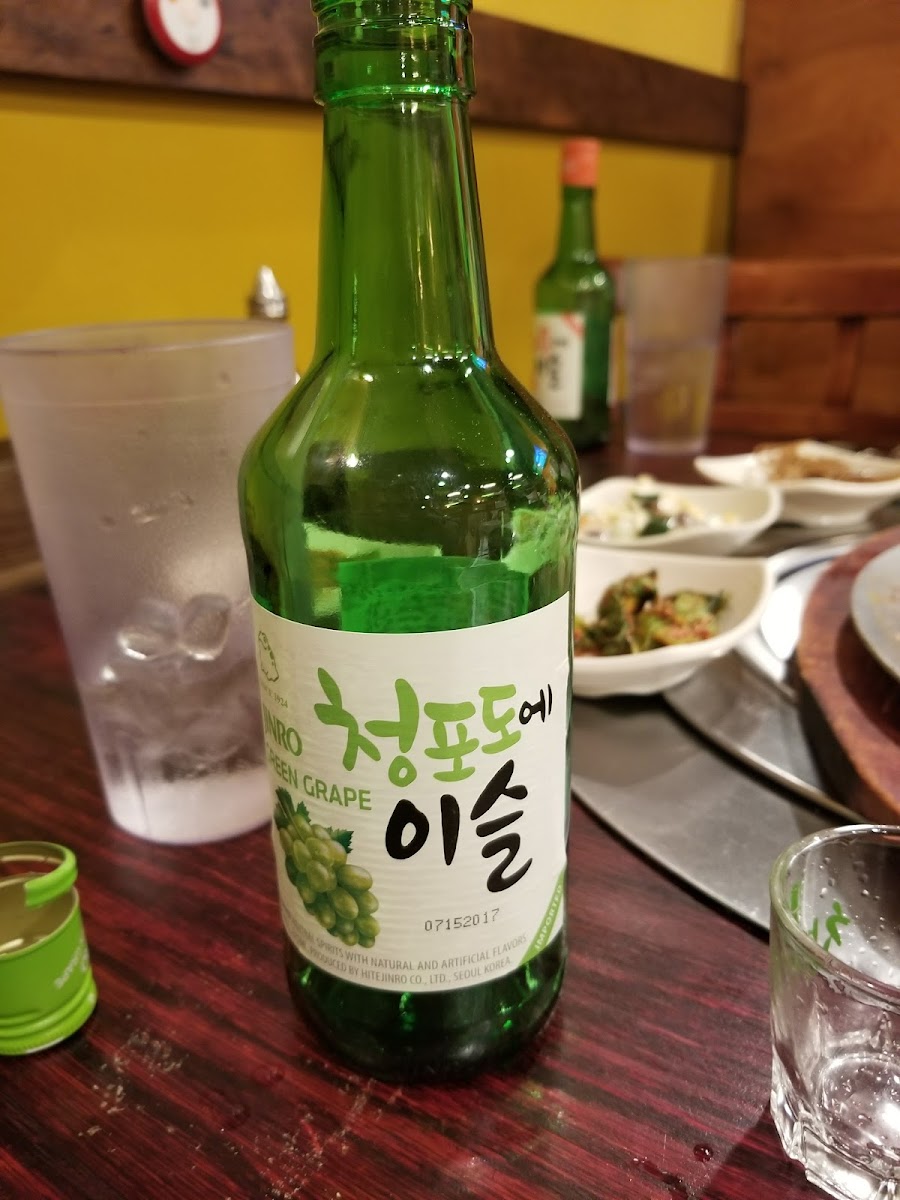 SINCE 1924
JINRO
GREEN GRAPE
청포도에
이슬
07152017
SPIRITS WITH NATURAL AND ARTIFICIAL FLAVORS
PRODUCED BY HITEJINRO CO., LTD., SEOUL KOREA.
IMPORTED